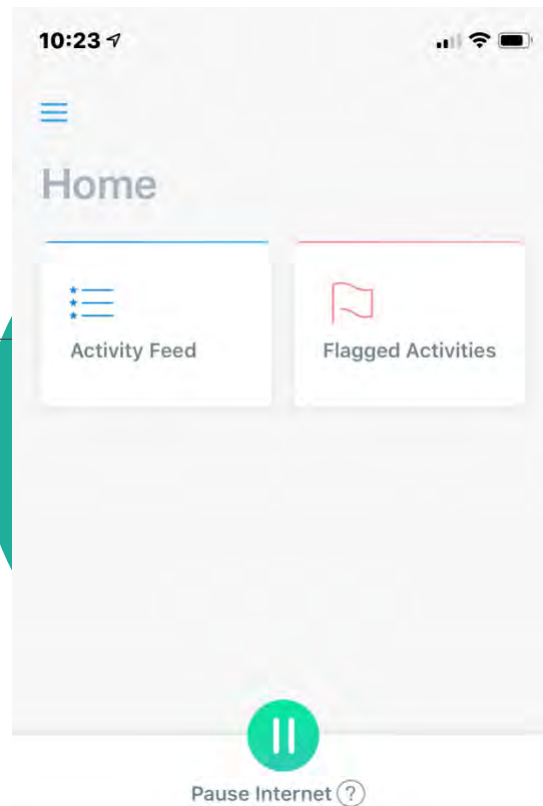 10:23
Home
Activity Feed
Flagged Activities
Pause Internet ?